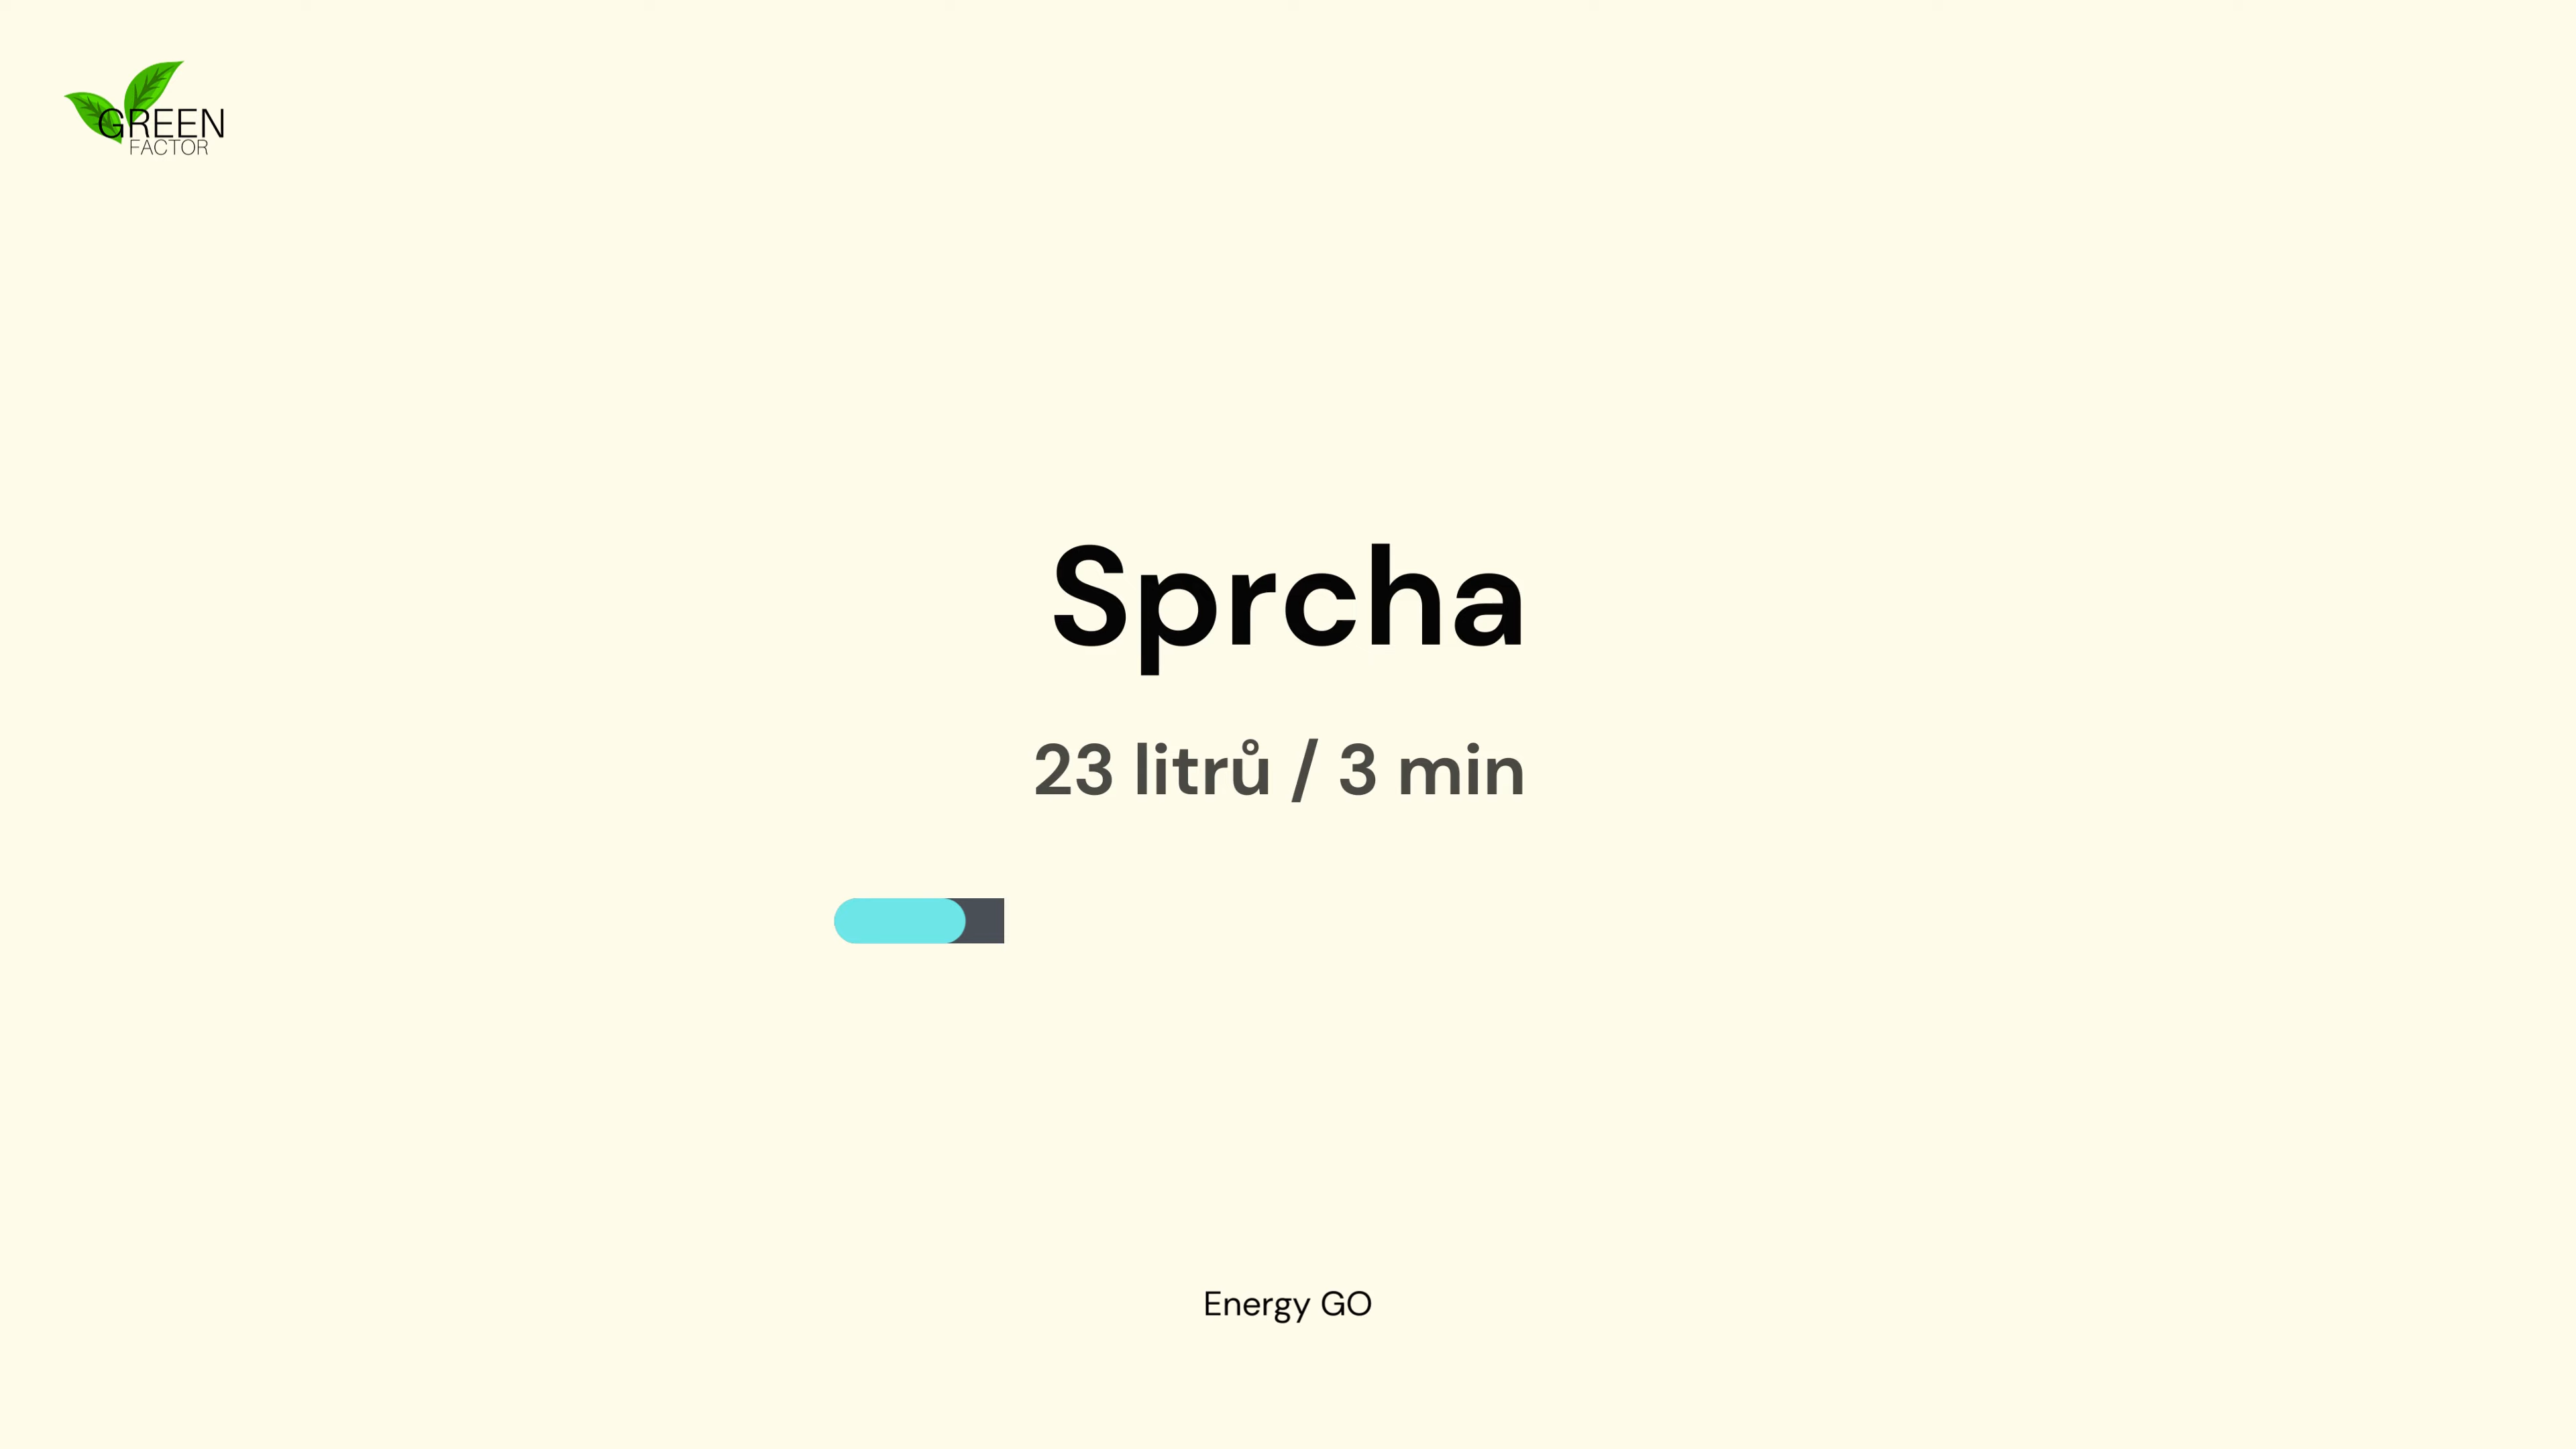 GREEN
FACTOR
Sprcha
23 litrů / 3 min
Energy GO